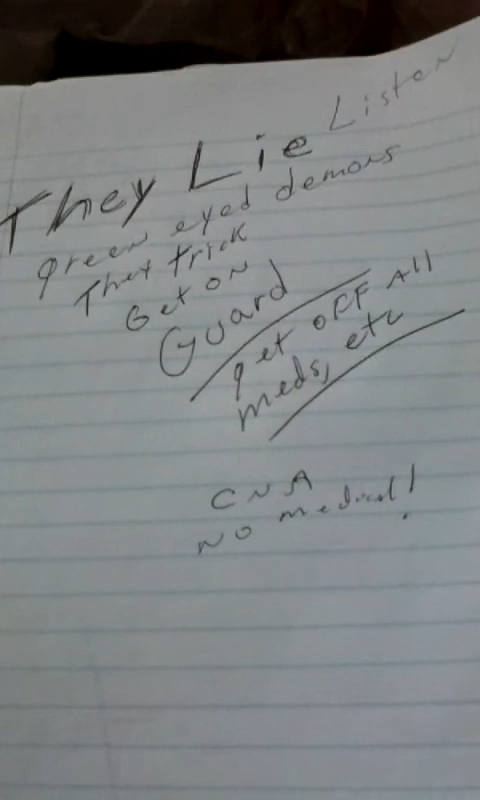 They Lie Listen
green eyed demons
They trick
Get on
Guard
get off All
meds, etc
CNA
No medical!